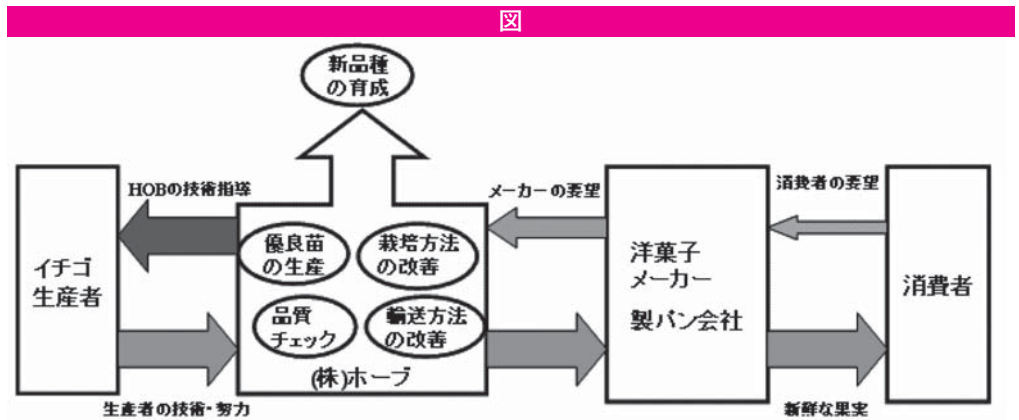 図
新品種
の育成
HOBの技術指導
メーカーの要望
消費者の要望
イチゴ
生産者
優良苗
の生産
栽培方法
の改善
品質
チェック
輸送方法
の改善
(株)ホーブ
洋菓子
メーカー
製パン会社
消費者
生産者の技術・努力
新鮮な果実